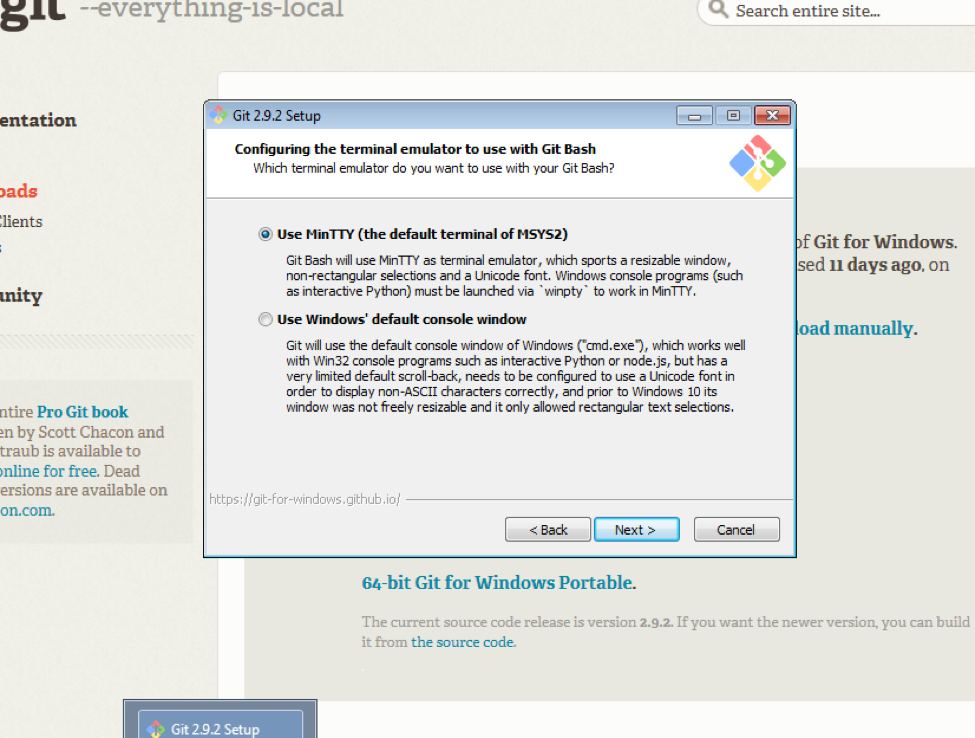 git --everything-is-local
Search entire site...
entation
oads
Clients
s
unity
ntire Pro Git book
en by Scott Chacon and
traub is available to
online for free. Dead
ersions are available on
on.com.
Git 2.9.2 Setup
Configuring the terminal emulator to use with Git Bash
Which terminal emulator do you want to use with your Git Bash?
Use MinTTY (the default terminal of MSYS2)
Git Bash will use MinTTY as terminal emulator, which sports a resizable window,
non-rectangular selections and a Unicode font. Windows console programs (such
as interactive Python) must be launched via `winpty` to work in MinTTY.
Use Windows' default console window
Git will use the default console window of Windows ("cmd.exe"), which works well
with Win32 console programs such as interactive Python or node.js, but has a
very limited default scroll-back, needs to be configured to use a Unicode font in
order to display non-ASCII characters correctly, and prior to Windows 10 its
window was not freely resizable and it only allowed rectangular text selections.
https://git-for-windows.github.io/
< Back
Next >
Cancel
of Git for Windows.
sed 11 days ago, on
load manually.
64-bit Git for Windows Portable.
The current source code release is version 2.9.2. If you want the newer version, you can build
it from the source code.
Git 2.9.2 Setup